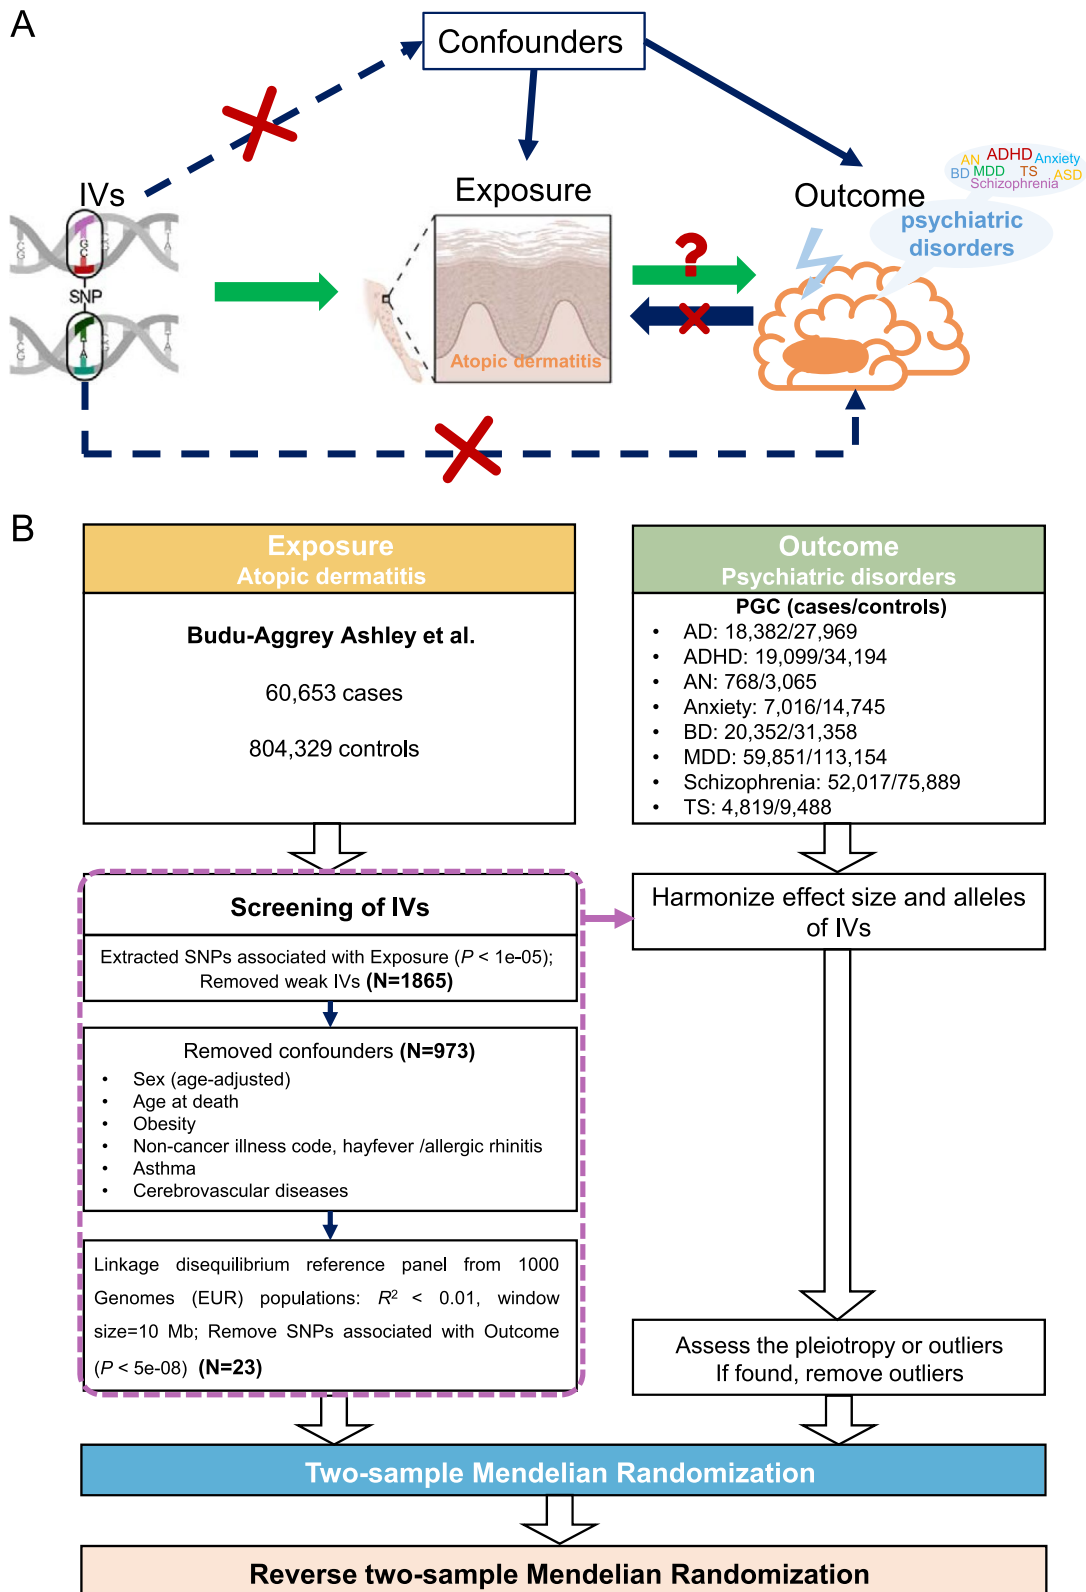 A
Confounders
AN ADHD Anxiety
BD MDD TS ASD
Schizophrenia
IVs
Exposure
Outcome
psychiatric
disorders
SNP
?
Atopic dermatitis
B
Exposure
Atopic dermatitis
Budu-Aggrey Ashley et al.
60,653 cases
804,329 controls
Outcome
Psychiatric disorders
PGC (cases/controls)
• AD: 18,382/27,969
• ADHD: 19,099/34,194
• AN: 768/3,065
• Anxiety: 7,016/14,745
• BD: 20,352/31,358
• MDD: 59,851/113,154
• Schizophrenia: 52,017/75,889
• TS: 4,819/9,488
Screening of IVs
Extracted SNPs associated with Exposure (P < 1e-05);
Removed weak IVs (N=1865)
Removed confounders (N=973)
• Sex (age-adjusted)
• Age at death
• Obesity
• Non-cancer illness code, hayfever /allergic rhinitis
• Asthma
• Cerebrovascular diseases
Linkage disequilibrium reference panel from 1000
Genomes (EUR) populations: R² < 0.01, window
size=10 Mb; Remove SNPs associated with Outcome
(P < 5e-08) (N=23)
Harmonize effect size and alleles
of IVs
Assess the pleiotropy or outliers
If found, remove outliers
Two-sample Mendelian Randomization
Reverse two-sample Mendelian Randomization